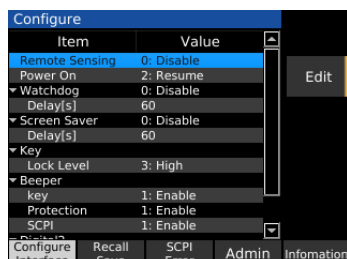 Configure
Item Value
Remote Sensing 0: Disable
Power On 2: Resume
Watchdog 0: Disable
Delay[s] 60
Screen Saver 0: Disable
Delay[s] 60
Key
Lock Level 3: High
Beeper
key 1: Enable
Protection 1: Enable
SCPI 1: Enable
Edit
Configure Recall SCPI Admin Infomation